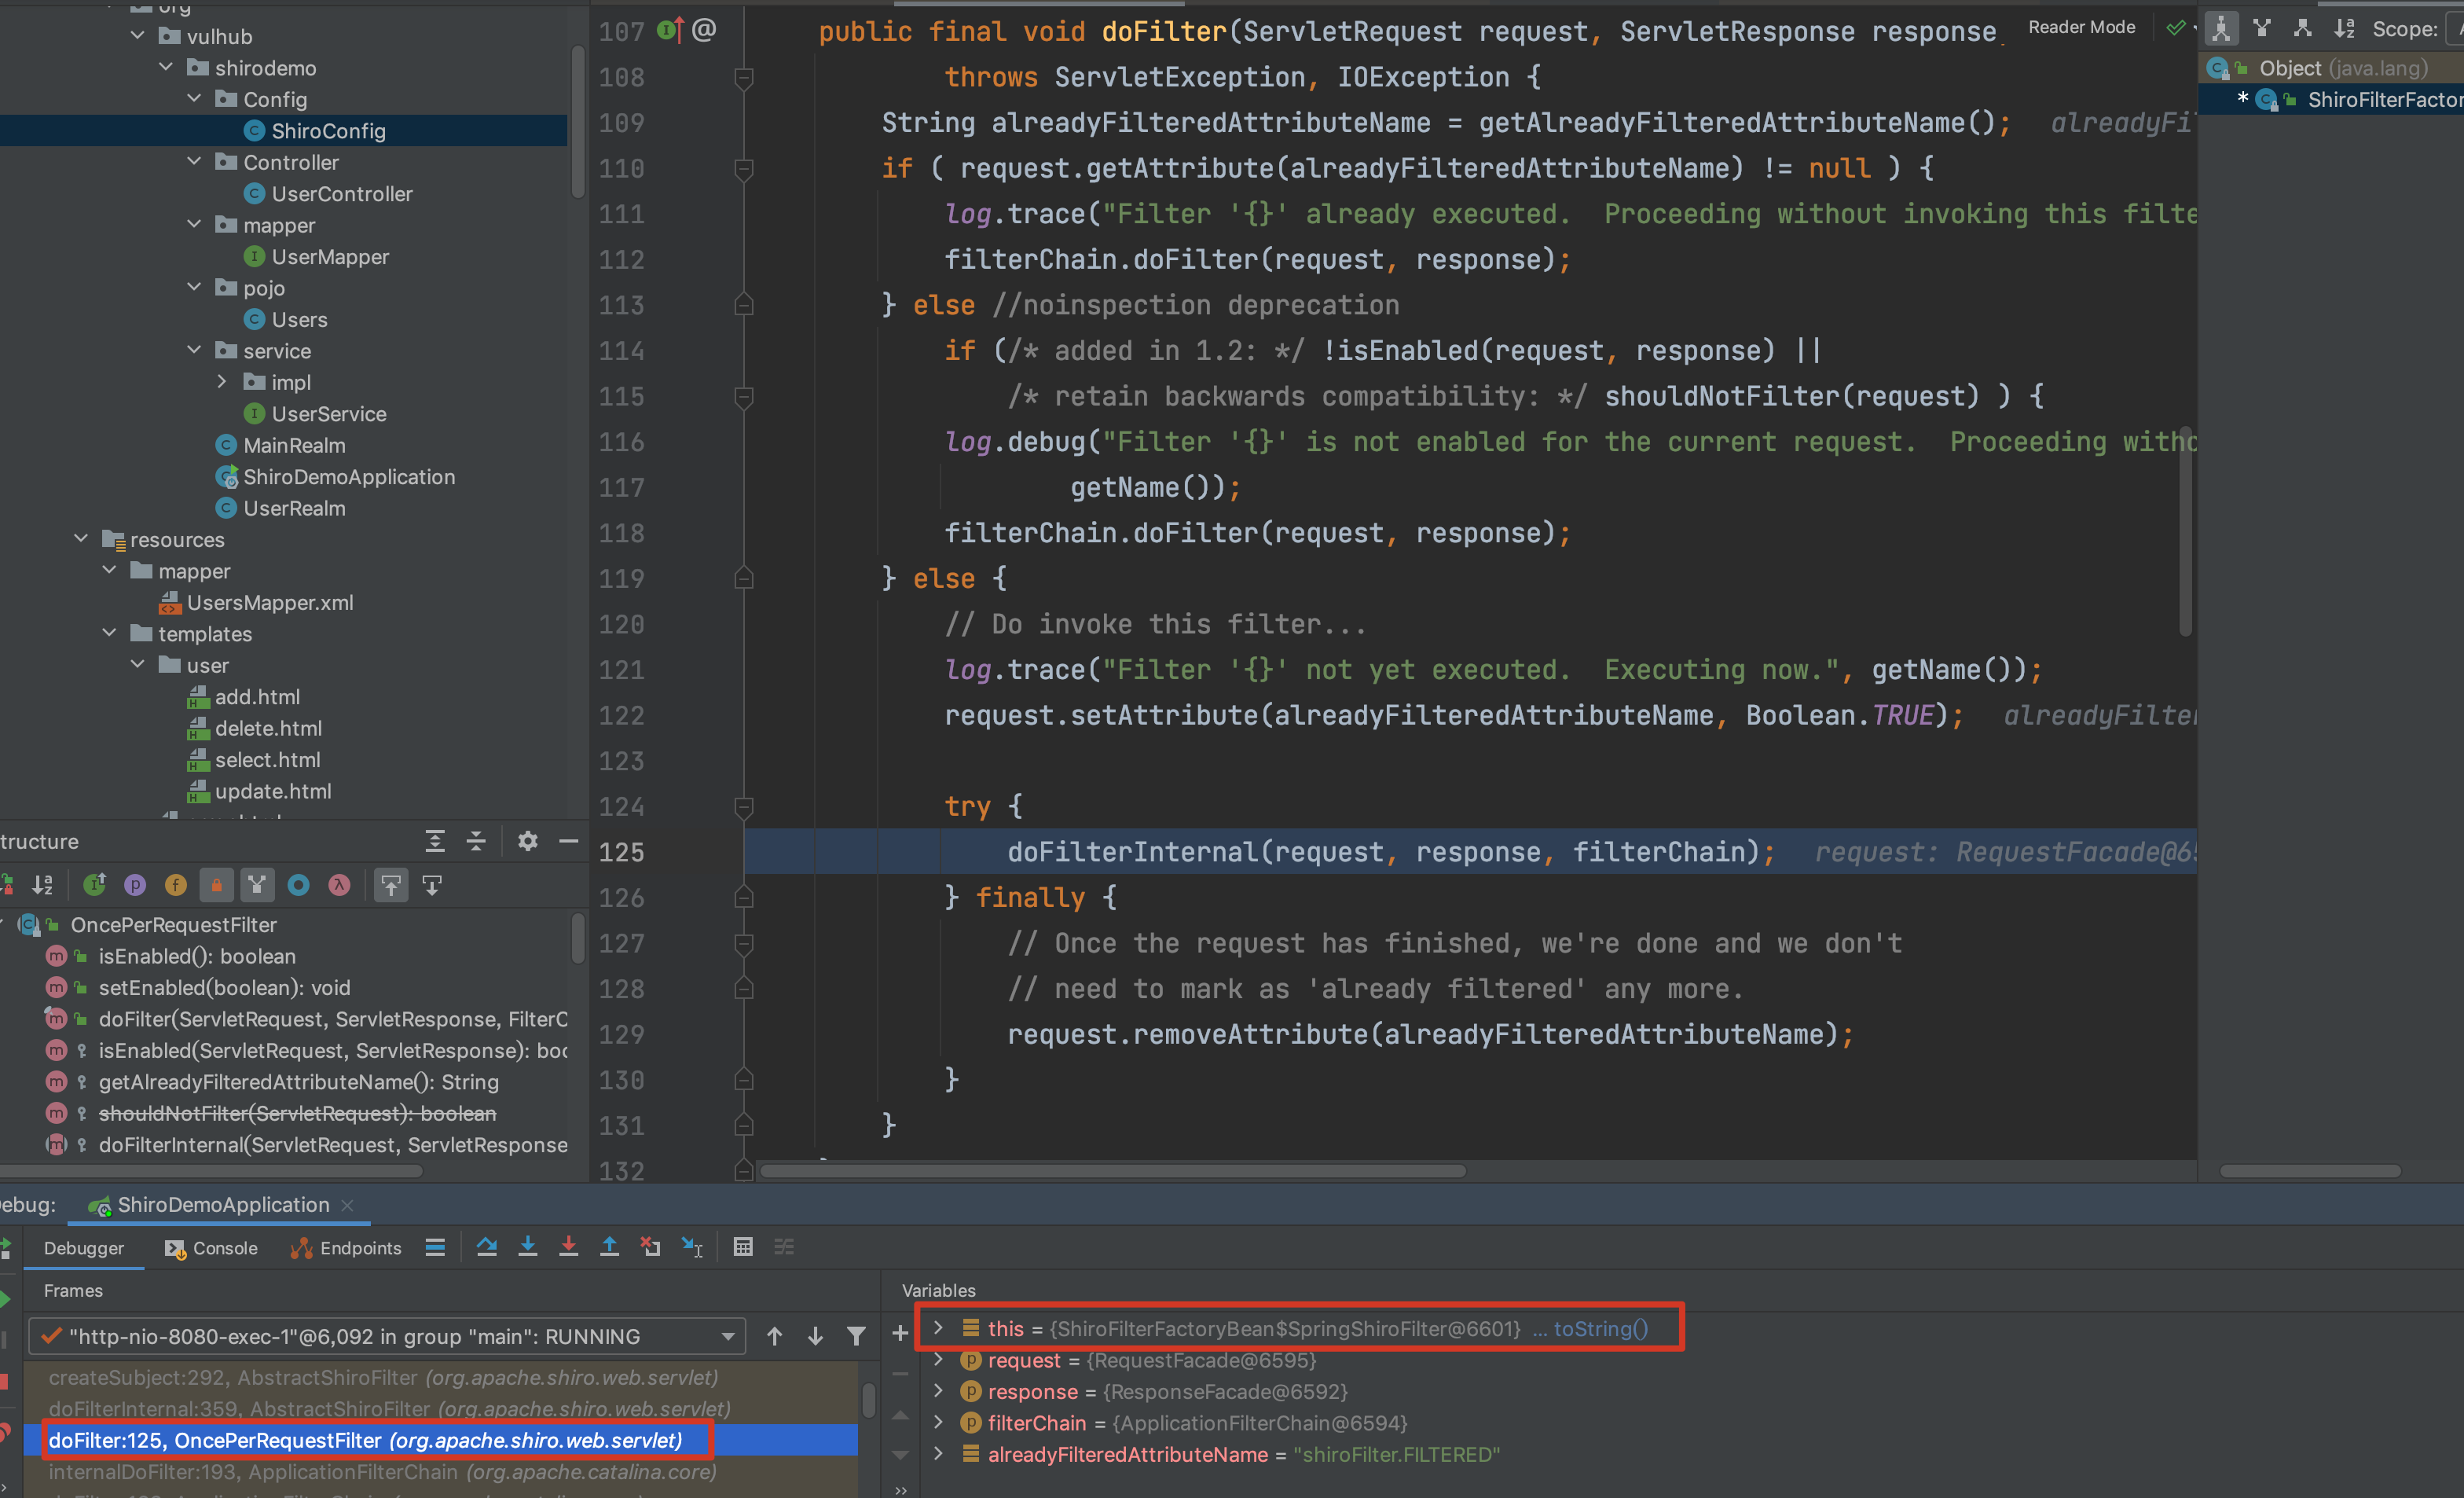 org
vulhub
shirodemo
Config
ShiroConfig
Controller
UserController
mapper
UserMapper
pojo
Users
service
impl
UserService
MainRealm
ShiroDemoApplication
UserRealm
resources
mapper
UsersMapper.xml
templates
user
add.html
delete.html
select.html
update.html
tructure
OncePerRequestFilter
isEnabled(): boolean
setEnabled(boolean): void
doFilter(ServletRequest, ServletResponse, FilterC
isEnabled(ServletRequest, ServletResponse): boo
getAlreadyFilteredAttributeName(): String
shouldNotFilter(ServletRequest): boolean
doFilterInternal(ServletRequest, ServletResponse
107 public final void doFilter(ServletRequest request, ServletResponse response,
Reader Mode
108 throws ServletException, IOException {
109 String alreadyFilteredAttributeName = getAlreadyFilteredAttributeName(); alreadyFil
110 if ( request.getAttribute(alreadyFilteredAttributeName) != null ) {
111 log.trace("Filter '{}' already executed.  Proceeding without invoking this filte
112 filterChain.doFilter(request, response);
113 } else //noinspection deprecation
114 if (/* added in 1.2: */ !isEnabled(request, response) ||
115 /* retain backwards compatibility: */ shouldNotFilter(request) ) {
116 log.debug("Filter '{}' is not enabled for the current request.  Proceeding witho
117 getName());
118 filterChain.doFilter(request, response);
119 } else {
120 // Do invoke this filter...
121 log.trace("Filter '{}' not yet executed.  Executing now.", getName());
122 request.setAttribute(alreadyFilteredAttributeName, Boolean.TRUE); alreadyFilter
123
124 try {
125 doFilterInternal(request, response, filterChain); request: RequestFacade@65
126 } finally {
127 // Once the request has finished, we're done and we don't
128 // need to mark as 'already filtered' any more.
129 request.removeAttribute(alreadyFilteredAttributeName);
130 }
131 }
132
Scope:
Object (java.lang)
* ShiroFilterFactor
ebug:
ShiroDemoApplication
Debugger
Console
Endpoints
Frames
"http-nio-8080-exec-1"@6,092 in group "main": RUNNING
createSubject:292, AbstractShiroFilter (org.apache.shiro.web.servlet)
doFilterInternal:359, AbstractShiroFilter (org.apache.shiro.web.servlet)
doFilter:125, OncePerRequestFilter (org.apache.shiro.web.servlet)
internalDoFilter:193, ApplicationFilterChain (org.apache.catalina.core)
Variables
this = {ShiroFilterFactoryBean$SpringShiroFilter@6601} ... toString()
request = {RequestFacade@6595}
response = {ResponseFacade@6592}
filterChain = {ApplicationFilterChain@6594}
alreadyFilteredAttributeName = "shiroFilter.FILTERED"